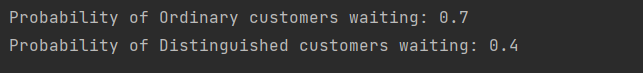 Probability of Ordinary customers waiting: 0.7
Probability of Distinguished customers waiting: 0.4